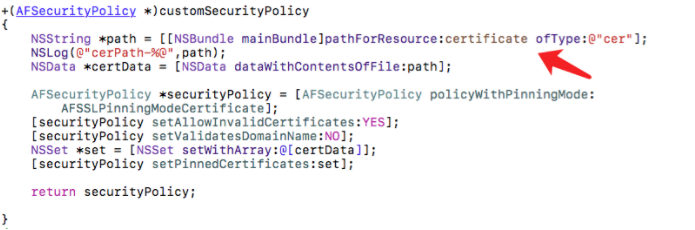 +(AFSecurityPolicy *)customSecurityPolicy
{
    NSString *path = [[NSBundle mainBundle]pathForResource:certificate ofType:@"cer"];
    NSLog(@"cerPath-%@",path);
    NSData *certData = [NSData dataWithContentsOfFile:path];

    AFSecurityPolicy *securityPolicy = [AFSecurityPolicy policyWithPinningMode:
        AFSSLPinningModeCertificate];
    [securityPolicy setAllowInvalidCertificates:YES];
    [securityPolicy setValidatesDomainName:NO];
    NSSet *set = [NSSet setWithArray:@[certData]];
    [securityPolicy setPinnedCertificates:set];

    return securityPolicy;

}